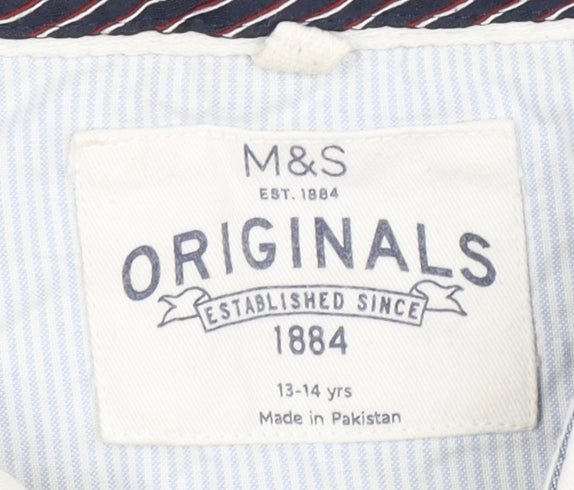 M&S
EST. 1884
ORIGINALS
ESTABLISHED SINCE
1884
13-14 yrs
Made in Pakistan